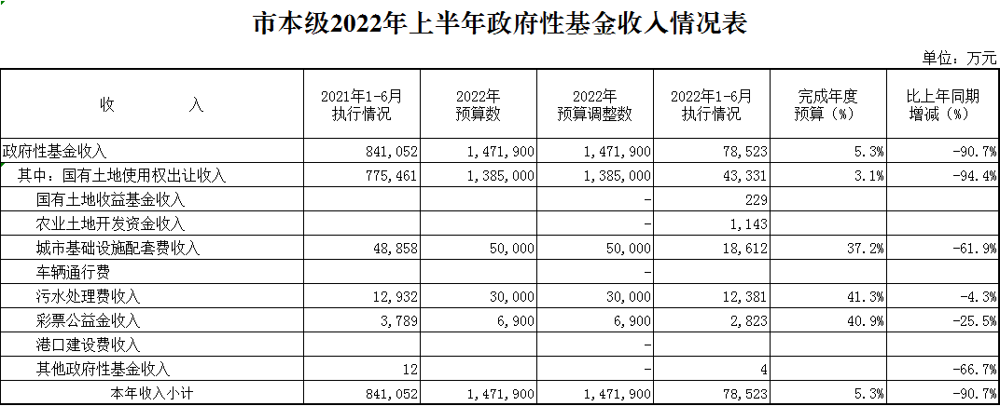 市本级2022年上半年政府性基金收入情况表
单位：万元
收 入 2021年1-6月执行情况 2022年预算数 2022年预算调整数 2022年1-6月执行情况 完成年度预算（%） 比上年同期增减（%）
政府性基金收入 841,052 1,471,900 1,471,900 78,523 5.3% -90.7%
其中：国有土地使用权出让收入 775,461 1,385,000 1,385,000 43,331 3.1% -94.4%
国有土地收益基金收入 - 229
农业土地开发资金收入 - 1,143
城市基础设施配套费收入 48,858 50,000 50,000 18,612 37.2% -61.9%
车辆通行费 -
污水处理费收入 12,932 30,000 30,000 12,381 41.3% -4.3%
彩票公益金收入 3,789 6,900 6,900 2,823 40.9% -25.5%
港口建设费收入 -
其他政府性基金收入 12 - 4 -66.7%
本年收入小计 841,052 1,471,900 1,471,900 78,523 5.3% -90.7%